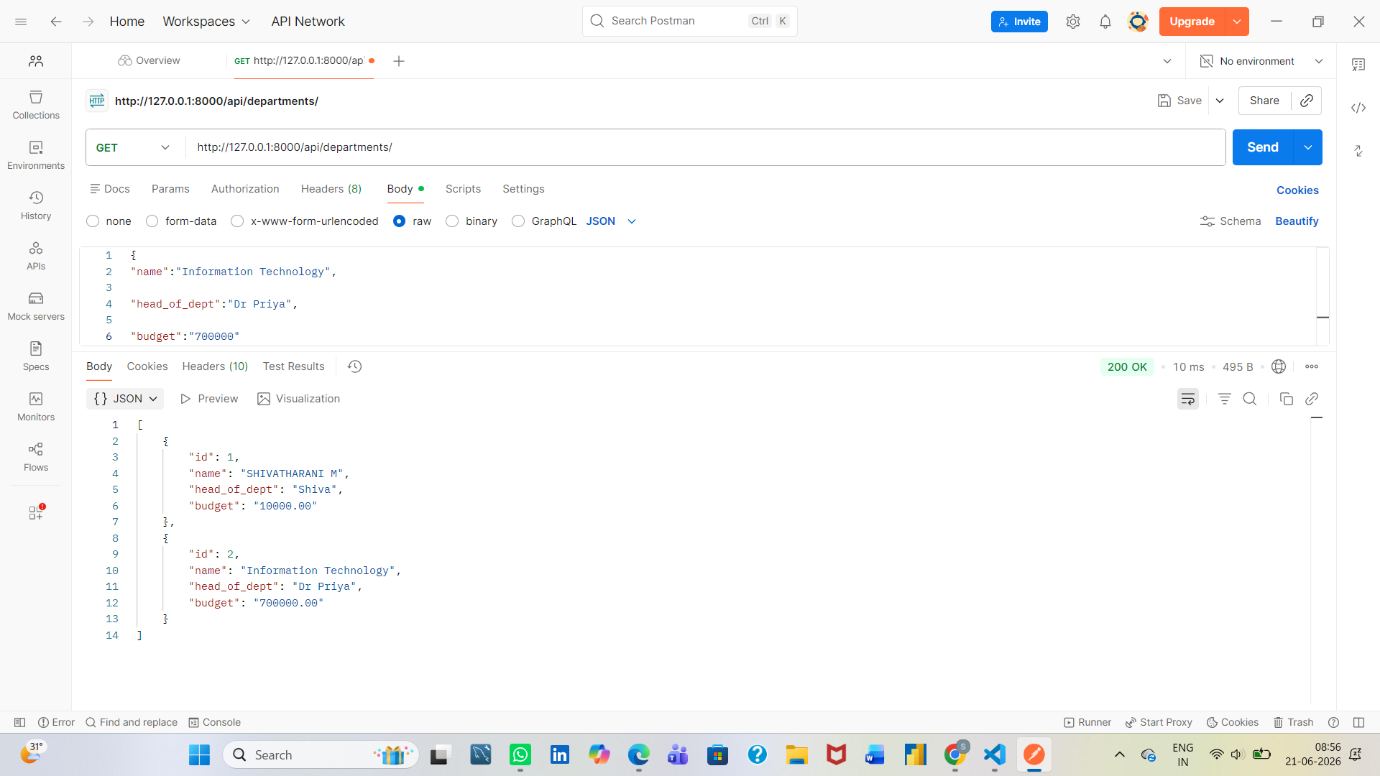 Home Workspaces API Network Search Postman Ctrl K Invite Upgrade
Overview GET http://127.0.0.1:8000/ap No environment
HTTP http://127.0.0.1:8000/api/departments/ Save Share
GET http://127.0.0.1:8000/api/departments/ Send
Docs Params Authorization Headers (8) Body Scripts Settings Cookies
none form-data x-www-form-urlencoded raw binary GraphQL JSON Schema Beautify
Collections
Environments
History
APIs
Mock servers
Specs
Monitors
Flows
1 {
2 "name":"Information Technology",
3
4 "head_of_dept":"Dr Priya",
5
6 "budget":"700000"
Body Cookies Headers (10) Test Results 200 OK 10 ms 495 B
{} JSON Preview Visualization
1 [
2 {
3 "id": 1,
4 "name": "SHIVATHARANI M",
5 "head_of_dept": "Shiva",
6 "budget": "10000.00"
7 },
8 {
9 "id": 2,
10 "name": "Information Technology",
11 "head_of_dept": "Dr Priya",
12 "budget": "700000.00"
13 }
14 ]
Error Find and replace Console Runner Start Proxy Cookies Trash
31° Search ENG IN 08:56
21-06-2026